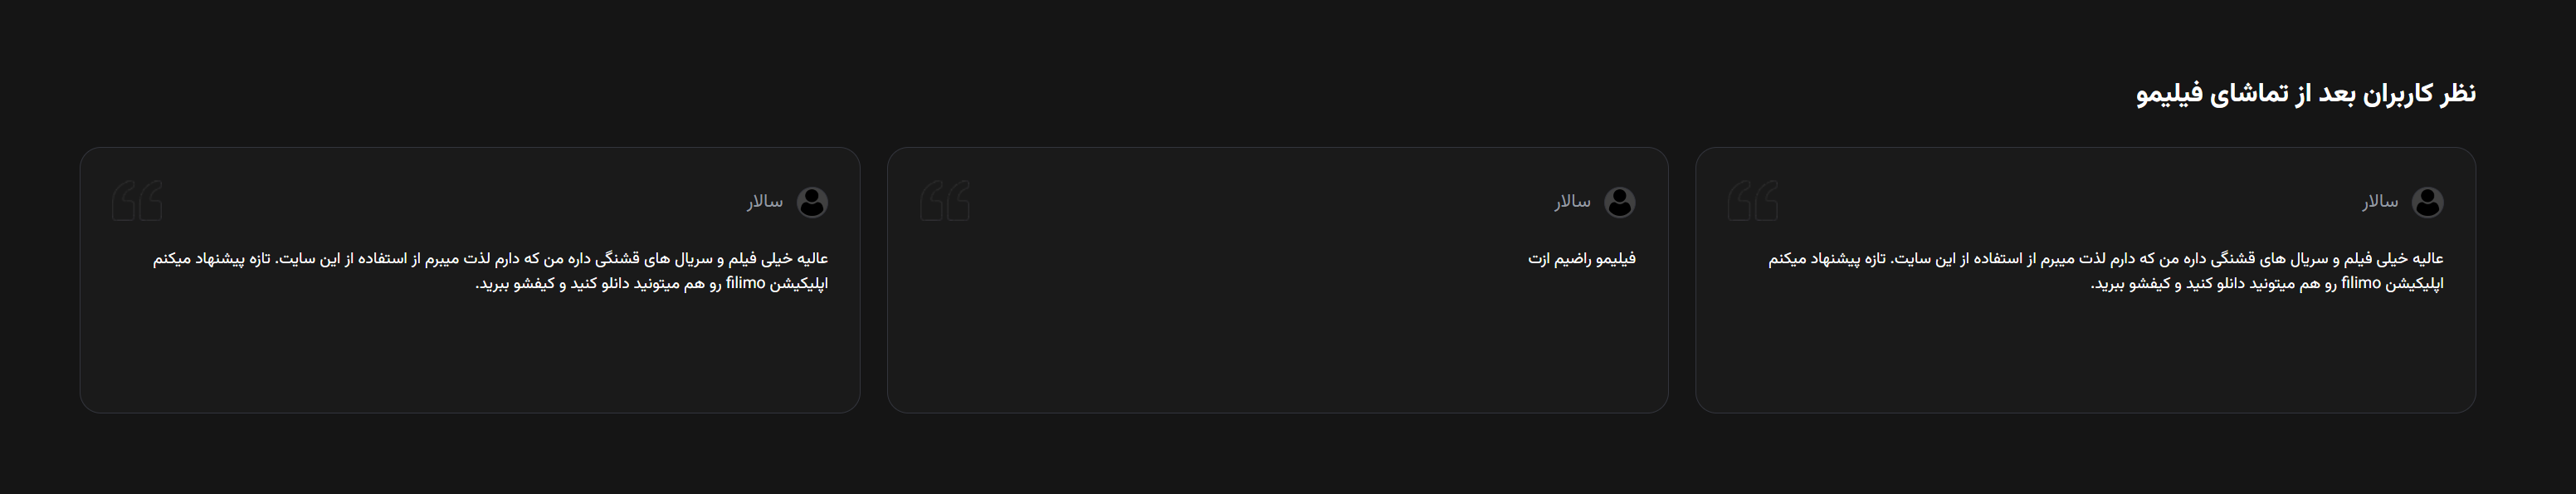 نظر کاربران بعد از تماشای فیلیمو
سالار
عالیه خیلی فیلم و سریال های قشنگی داره من که دارم لذت میبرم از استفاده از این سایت. تازه پیشنهاد میکنم
اپلیکیشن filimo رو هم میتونید دانلو کنید و کیفشو ببرید.
سالار
فیلیمو راضیم ازت
سالار
عالیه خیلی فیلم و سریال های قشنگی داره من که دارم لذت میبرم از استفاده از این سایت. تازه پیشنهاد میکنم
اپلیکیشن filimo رو هم میتونید دانلو کنید و کیفشو ببرید.